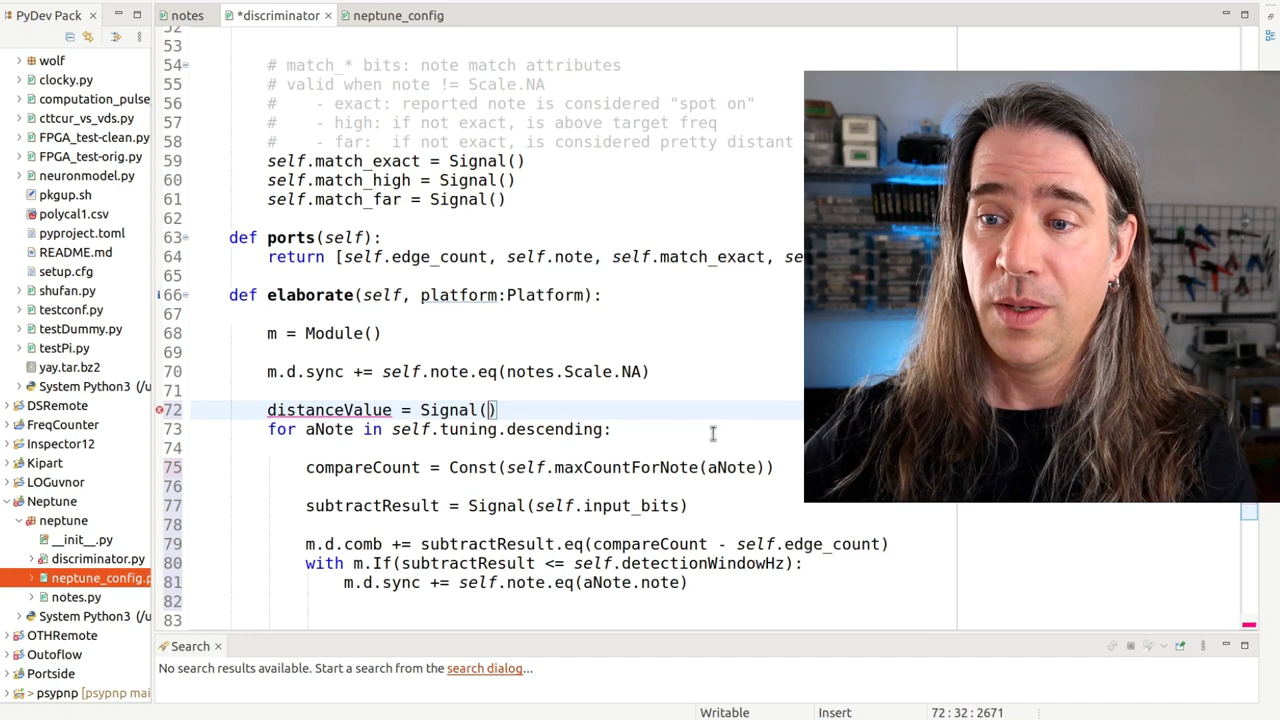 PyDev Pack
wolf
clocky.py
computation_pulse
cttcur_vs_vds.py
FPGA_test-clean.py
FPGA_test-orig.py
neuronmodel.py
pkgup.sh
polycal1.csv
pyproject.toml
README.md
setup.cfg
shufan.py
testconf.py
testDummy.py
testPi.py
yay.tar.bz2
System Python3 (/u
DSRemote
FreqCounter
Inspector12
Kipart
LOGuvnor
Neptune
neptune
__init__.py
discriminator.py
neptune_config.p
notes.py
System Python3 (/u
OTHRemote
Outoflow
Portside
> psypnp [psypnp mai
notes
*discriminator
neptune_config
52
53
54 # match_* bits: note match attributes
55 # valid when note != Scale.NA
56 # - exact: reported note is considered "spot on"
57 # - high: if not exact, is above target freq
58 # - far: if not exact, is considered pretty distant
59 self.match_exact = Signal()
60 self.match_high = Signal()
61 self.match_far = Signal()
62
63 def ports(self):
64 return [self.edge_count, self.note, self.match_exact, se
65
66 def elaborate(self, platform:Platform):
67
68 m = Module()
69
70 m.d.sync += self.note.eq(notes.Scale.NA)
71
72 distanceValue = Signal()
73 for aNote in self.tuning.descending:
74
75 compareCount = Const(self.maxCountForNote(aNote))
76
77 subtractResult = Signal(self.input_bits)
78
79 m.d.comb += subtractResult.eq(compareCount - self.edge_count)
80 with m.If(subtractResult <= self.detectionWindowHz):
81 m.d.sync += self.note.eq(aNote.note)
82
83
Search
No search results available. Start a search from the search dialog...
Writable Insert 72 : 32 : 2671